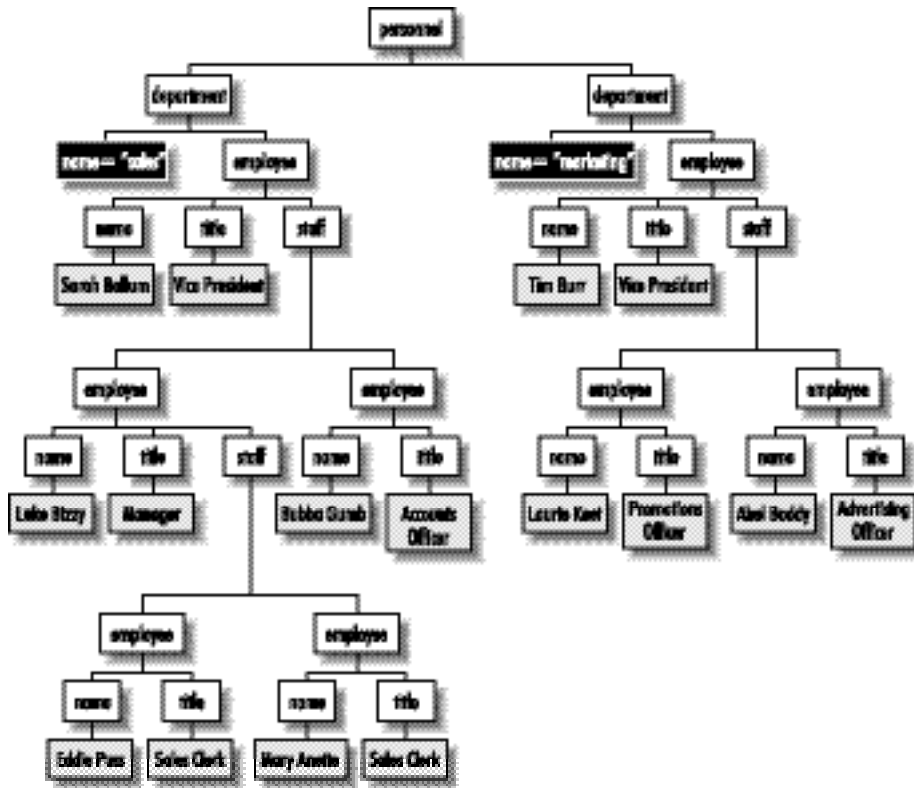 personnel
department
department
name= "sales"
employee
name= "marketing"
employee
name
title
staff
name
title
staff
Sarah Bellum
Vice President
Tim Burr
Vice President
employee
employee
employee
employee
name
title
staff
name
title
name
title
name
title
Luke Bizzy
Manager
Bubba Gumb
Accounts
Officer
Laurie Keet
Promotions
Officer
Abel Boddy
Advertising
Officer
employee
employee
name
title
name
title
Eddie Puss
Sales Clerk
Mary Anette
Sales Clerk